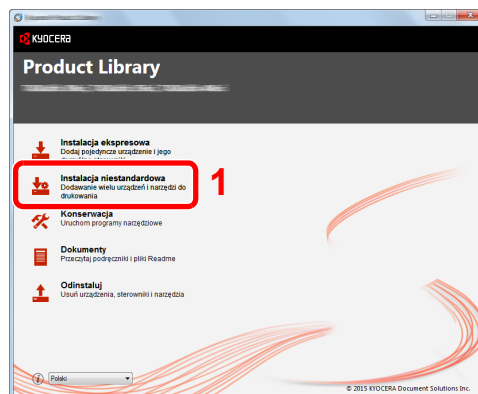 KYOCERA
Product Library
Instalacja ekspresowa
Dodaj pojedyncze urządzenie i jego
Instalacja niestandardowa
Dodawanie wielu urządzeń i narzędzi do
drukowania
1
Konserwacja
Uruchom programy narzędziowe
Dokumenty
Przeczytaj podręczniki i pliki Readme
Odinstaluj
Usuń urządzenia, sterowniki i narzędzia
Polski
© 2015 KYOCERA Document Solutions Inc.